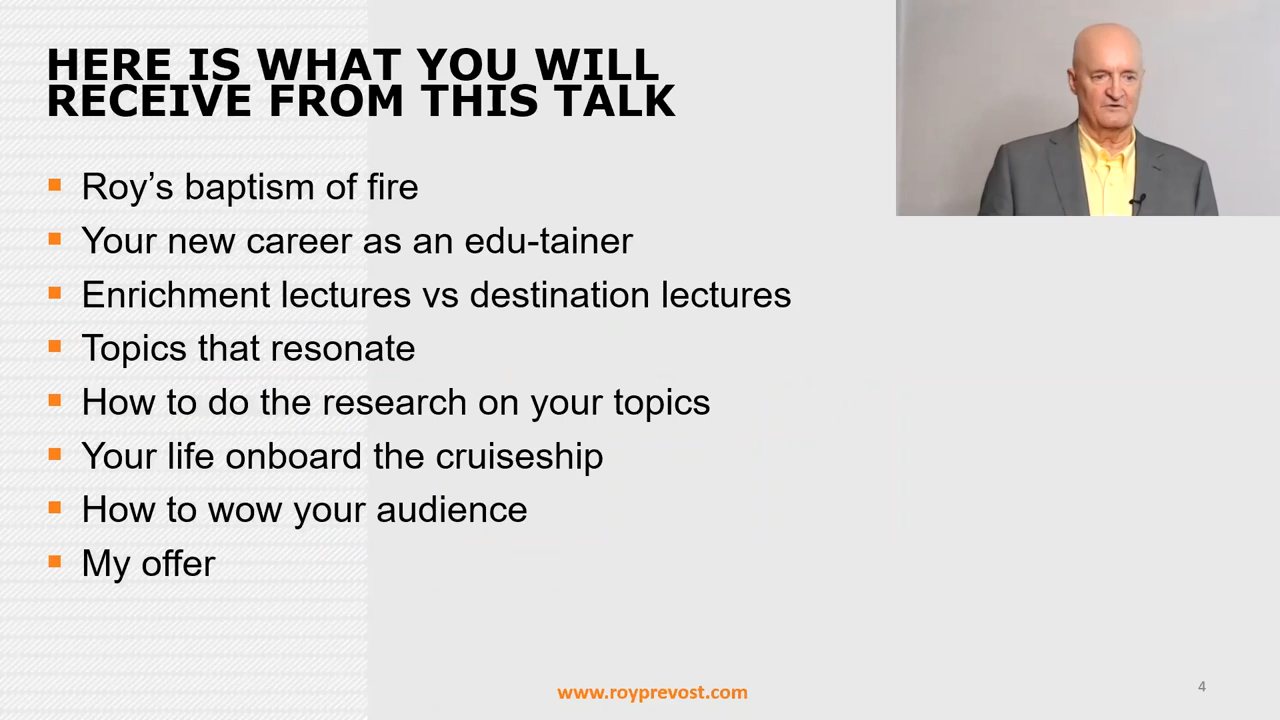 HERE IS WHAT YOU WILL
RECEIVE FROM THIS TALK
Roy’s baptism of fire
Your new career as an edu-tainer
Enrichment lectures vs destination lectures
Topics that resonate
How to do the research on your topics
Your life onboard the cruiseship
How to wow your audience
My offer
www.royprevost.com
4